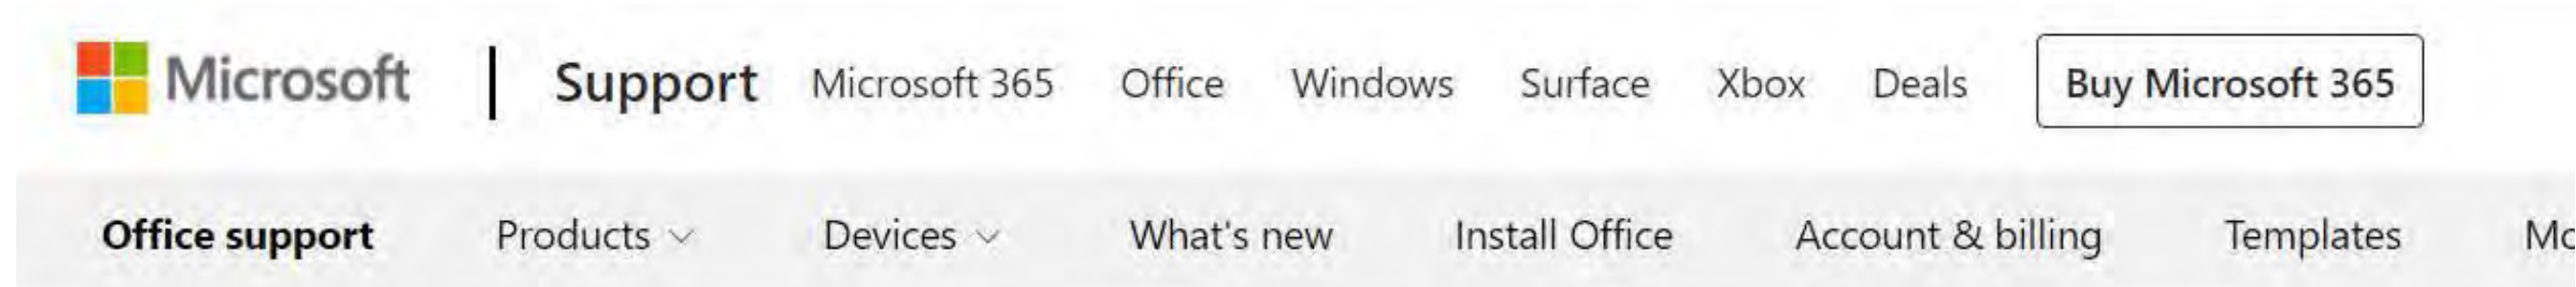 Microsoft | Support Microsoft 365 Office Windows Surface Xbox Deals Buy Microsoft 365
Office support Products Devices What's new Install Office Account & billing Templates